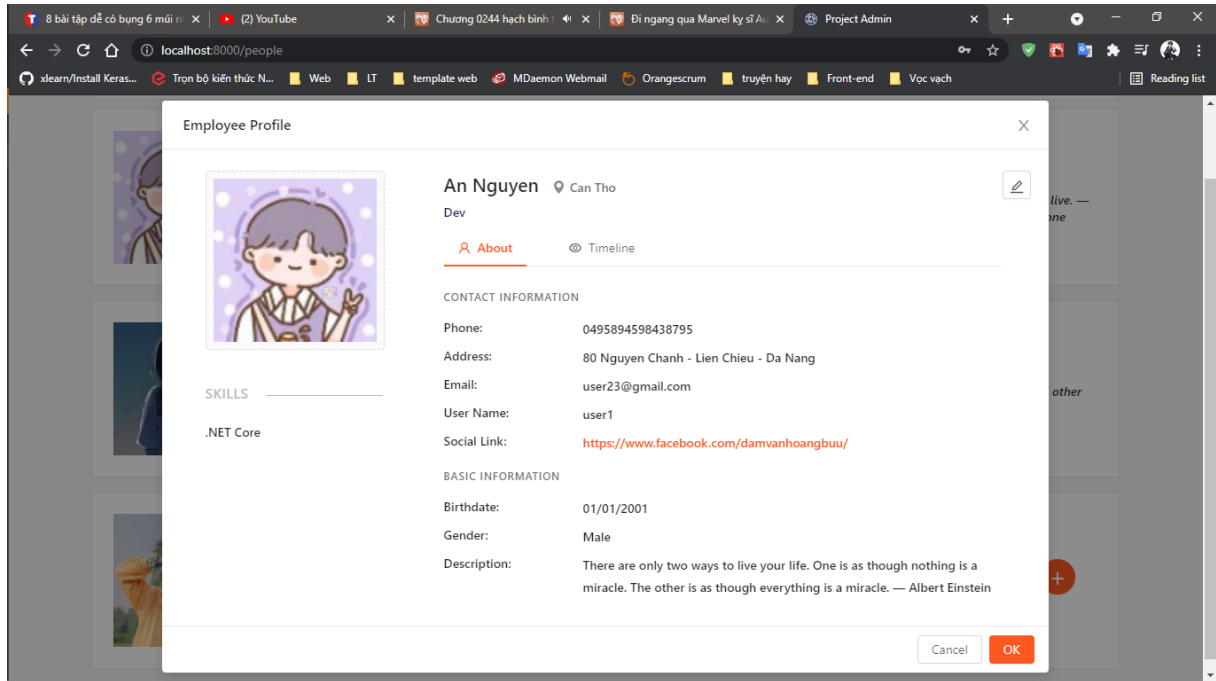 8 bài tập dễ có bụng 6 múi n
(2) YouTube
Chương 0244 hạch bình t
Đi ngang qua Marvel kỵ sĩ Au
Project Admin
localhost:8000/people
xlearn/Install Keras...
Trọn bộ kiến thức N...
Web
LT
template web
MDaemon Webmail
Orangescrum
truyện hay
Front-end
Vọc vạch
Reading list
Employee Profile
An Nguyen
Can Tho
Dev
live. —
About
Timeline
CONTACT INFORMATION
Phone: 0495894598438795
Address: 80 Nguyen Chanh - Lien Chieu - Da Nang
Email: user23@gmail.com
other
SKILLS
User Name: user1
.NET Core
Social Link: https://www.facebook.com/damvanhoangbuu/
BASIC INFORMATION
Birthdate: 01/01/2001
Gender: Male
Description: There are only two ways to live your life. One is as though nothing is a
miracle. The other is as though everything is a miracle. — Albert Einstein
Cancel
OK